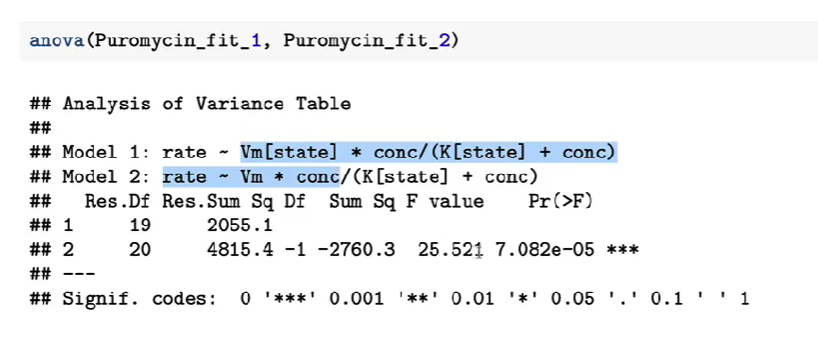 anova(Puromycin_fit_1, Puromycin_fit_2)
## Analysis of Variance Table
##
## Model 1: rate ~ Vm[state] * conc/(K[state] + conc)
## Model 2: rate ~ Vm * conc/(K[state] + conc)
##   Res.Df Res.Sum Sq Df  Sum Sq F value    Pr(>F)
## 1     19     2055.1
## 2     20     4815.4 -1 -2760.3  25.521 7.082e-05 ***
## ---
## Signif. codes:  0 '***' 0.001 '**' 0.01 '*' 0.05 '.' 0.1 ' ' 1